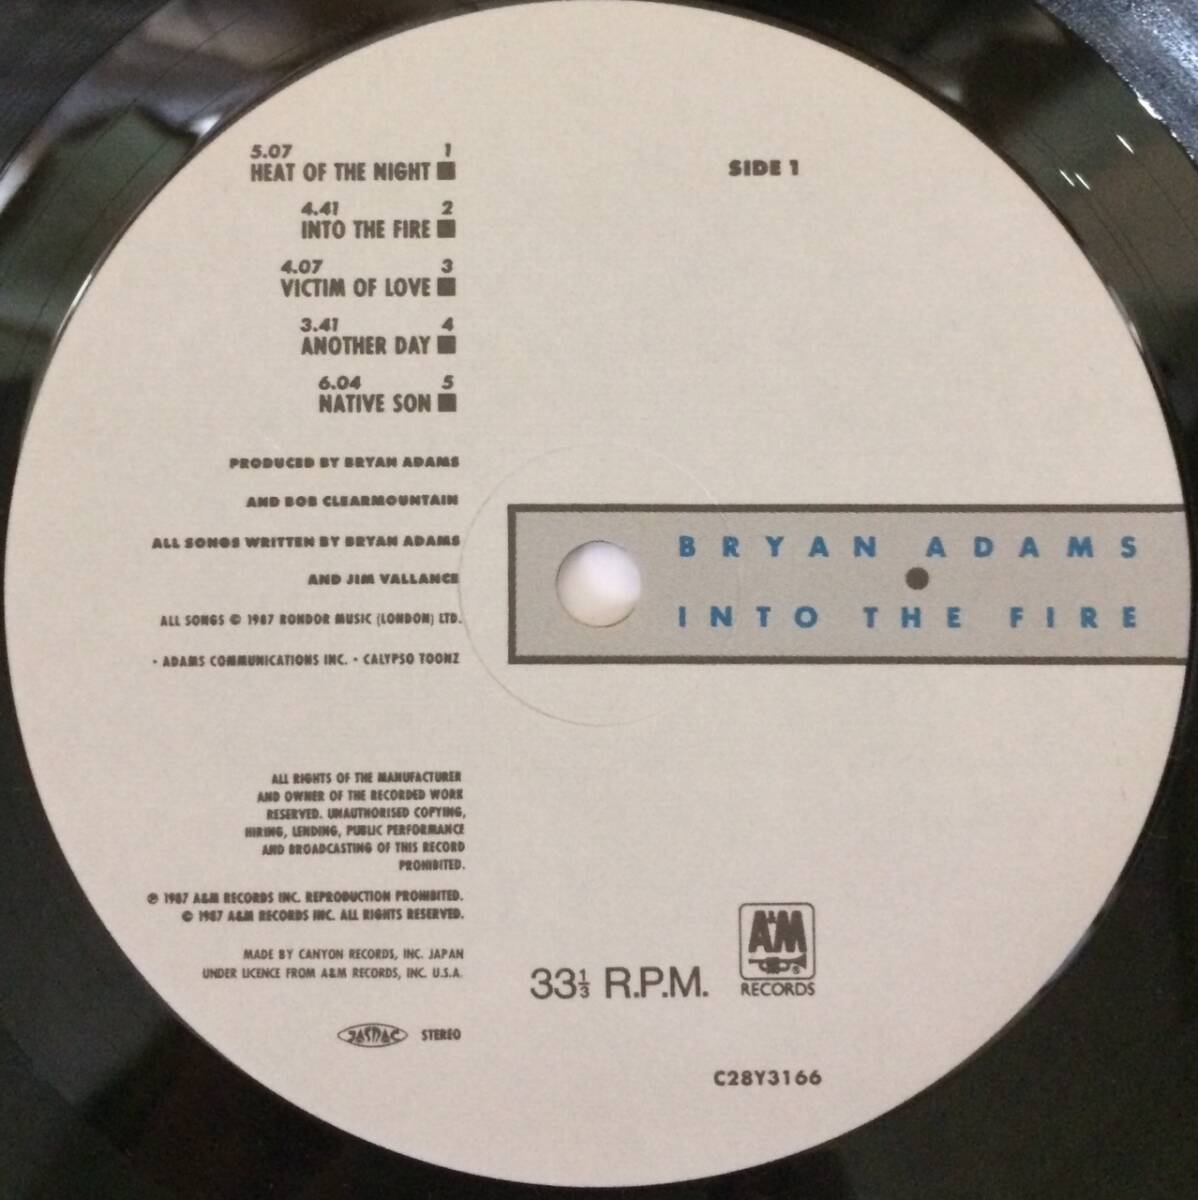 5.07 1
HEAT OF THE NIGHT
4.41 2
INTO THE FIRE
4.07 3
VICTIM OF LOVE
3.41 4
ANOTHER DAY
6.04 5
NATIVE SON
PRODUCED BY BRYAN ADAMS
AND BOB CLEARMOUNTAIN
ALL SONGS WRITTEN BY BRYAN ADAMS
AND JIM VALLANCE
ALL SONGS © 1987 RONDOR MUSIC (LONDON) LTD.
• ADAMS COMMUNICATIONS INC. • CALYPSO TOONZ
ALL RIGHTS OF THE MANUFACTURER
AND OWNER OF THE RECORDED WORK
RESERVED. UNAUTHORISED COPYING,
HIRING, LENDING, PUBLIC PERFORMANCE
AND BROADCASTING OF THIS RECORD
PROHIBITED.
℗ 1987 A&M RECORDS INC. REPRODUCTION PROHIBITED.
© 1987 A&M RECORDS INC. ALL RIGHTS RESERVED.
MADE BY CANYON RECORDS, INC. JAPAN
UNDER LICENCE FROM A&M RECORDS, INC. U.S.A.
JASRAC STEREO
SIDE 1
BRYAN ADAMS
INTO THE FIRE
33⅓ R.P.M.
A&M
®
RECORDS
C28Y3166